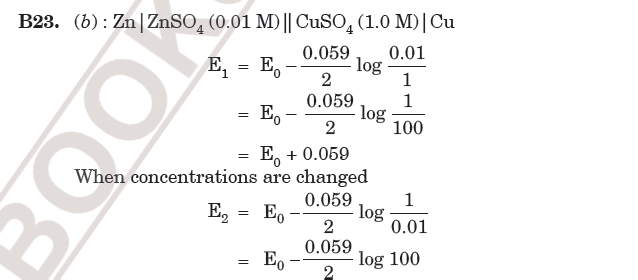 B23. (b) : Zn | ZnSO₄ (0.01 M) || CuSO₄ (1.0 M) | Cu
E₁ = E₀ − 0.059/2 log 0.01/1
= E₀ − 0.059/2 log 1/100
= E₀ + 0.059
When concentrations are changed
E₂ = E₀ − 0.059/2 log 1/0.01
= E₀ − 0.059/2 log 100
BOOK
B